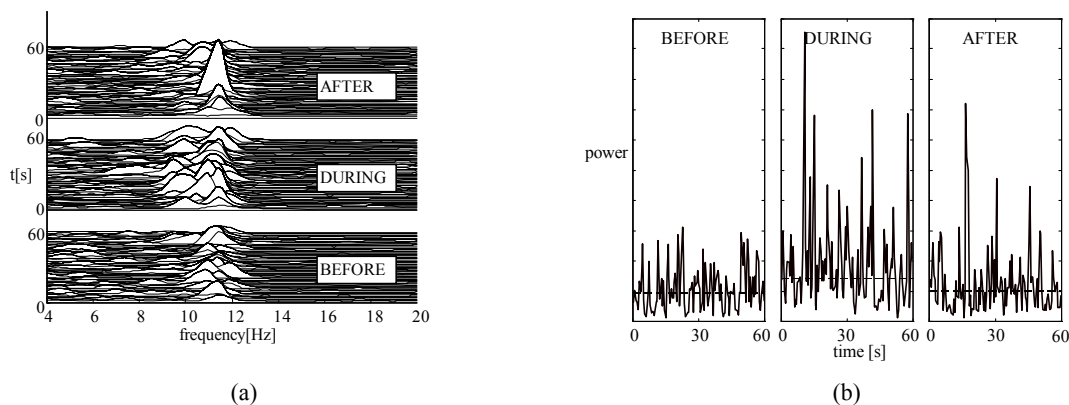 60
AFTER
0
60
t[s]
DURING
0
60
BEFORE
0
4 6 8 10 12 14 16 18 20
frequency[Hz]
(a)
BEFORE DURING AFTER
power
0 30 60 0 30 60 0 30 60
time [s]
(b)